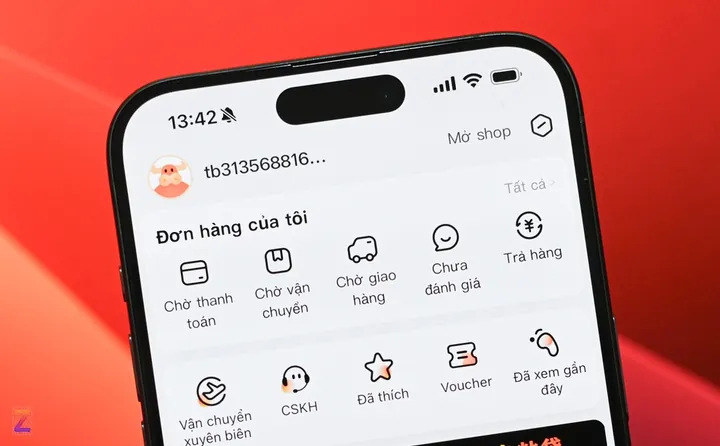 13:42
tb313568816...
Mở shop
Đơn hàng của tôi
Tất cả >
Chờ thanh
toán
Chờ vận
chuyển
Chờ giao
hàng
Chưa
đánh giá
Trả hàng
Vận chuyển
xuyên biên
CSKH
Đã thích
Voucher
Đã xem gần
đây